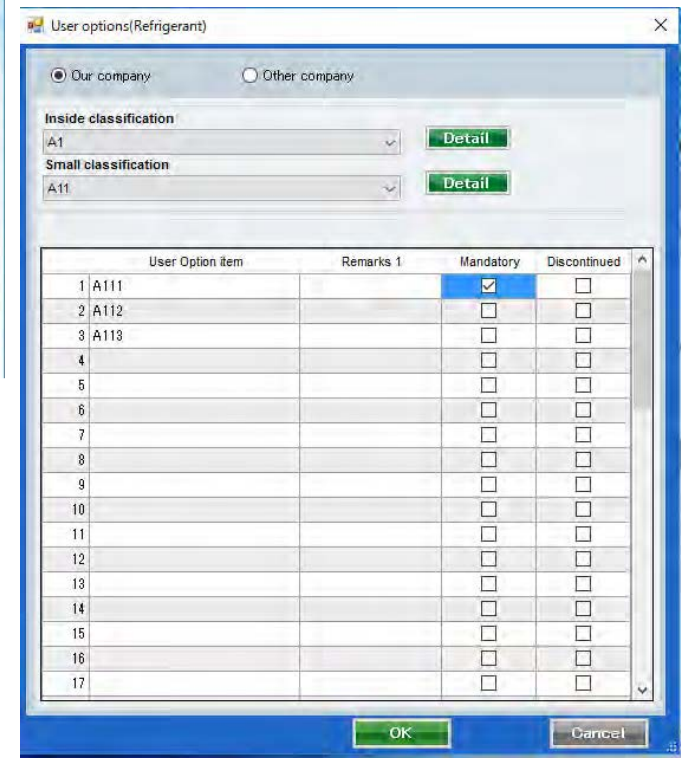 User options(Refrigerant)
Our company Other company
Inside classification
A1 Detail
Small classification
A11 Detail
User Option item Remarks 1 Mandatory Discontinued
1 A111
2 A112
3 A113
4
5
6
7
8
9
10
11
12
13
14
15
16
17
OK Cancel